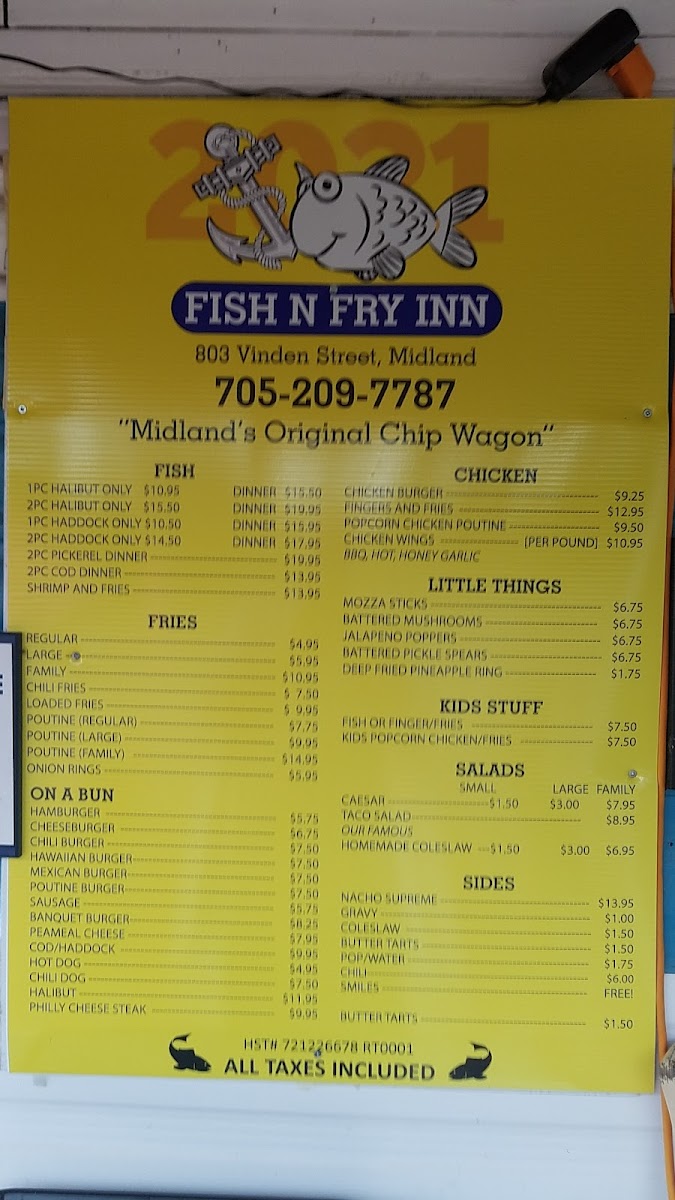 2021
FISH N FRY INN
803 Vinden Street, Midland
705-209-7787
"Midland's Original Chip Wagon"
FISH
1PC HALIBUT ONLY $10.95 DINNER $15.50
2PC HALIBUT ONLY $15.50 DINNER $19.95
1PC HADDOCK ONLY $10.50 DINNER $15.95
2PC HADDOCK ONLY $14.50 DINNER $17.95
2PC PICKEREL DINNER $19.95
2PC COD DINNER $13.95
SHRIMP AND FRIES $13.95
FRIES
REGULAR $4.95
LARGE $5.95
FAMILY $10.95
CHILI FRIES $ 7.50
LOADED FRIES $ 9.95
POUTINE (REGULAR) $7.75
POUTINE (LARGE) $9.95
POUTINE (FAMILY) $14.95
ONION RINGS $5.95
ON A BUN
HAMBURGER $5.75
CHEESEBURGER $6.75
CHILI BURGER $7.50
HAWAIIAN BURGER $7.50
MEXICAN BURGER $7.50
POUTINE BURGER $7.50
SAUSAGE $5.75
BANQUET BURGER $8.25
PEAMEAL CHEESE $7.95
COD/HADDOCK $9.95
HOT DOG $4.95
CHILI DOG $7.50
HALIBUT $11.95
PHILLY CHEESE STEAK $9.95
CHICKEN
CHICKEN BURGER $9.25
FINGERS AND FRIES $12.95
POPCORN CHICKEN POUTINE $9.50
CHICKEN WINGS [PER POUND] $10.95
BBQ, HOT, HONEY GARLIC
LITTLE THINGS
MOZZA STICKS $6.75
BATTERED MUSHROOMS $6.75
JALAPENO POPPERS $6.75
BATTERED PICKLE SPEARS $6.75
DEEP FRIED PINEAPPLE RING $1.75
KIDS STUFF
FISH OR FINGER/FRIES $7.50
KIDS POPCORN CHICKEN/FRIES $7.50
SALADS
SMALL LARGE FAMILY
CAESAR $1.50 $3.00 $7.95
TACO SALAD $8.95
OUR FAMOUS
HOMEMADE COLESLAW $1.50 $3.00 $6.95
SIDES
NACHO SUPREME $13.95
GRAVY $1.00
COLESLAW $1.50
BUTTER TARTS $1.50
POP/WATER $1.75
CHILI $6.00
SMILES FREE!
BUTTER TARTS $1.50
HST# 721226678 RT0001
ALL TAXES INCLUDED